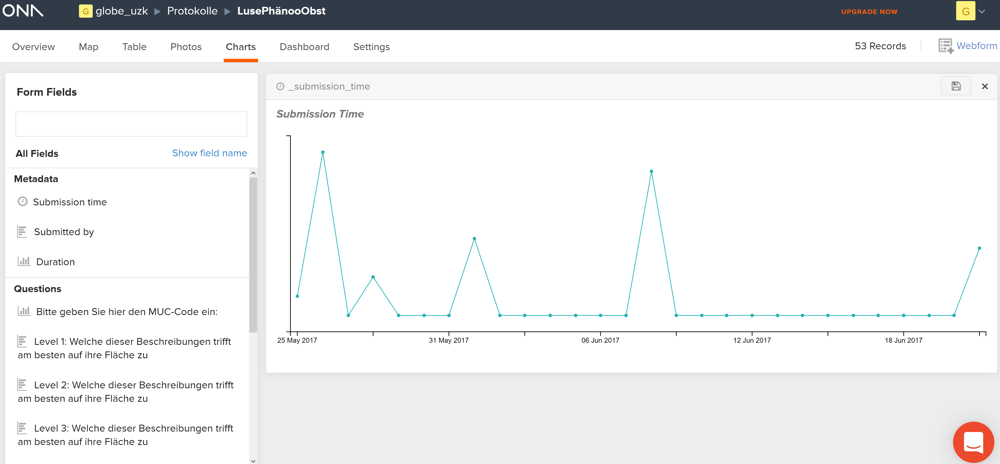 ONA
G globe_uzk ▶ Protokolle ▶ LusePhänooObst
UPGRADE NOW
G
Overview Map Table Photos Charts Dashboard Settings
53 Records
Webform
Form Fields
All Fields
Show field name
Metadata
Submission time
Submitted by
Duration
Questions
Bitte geben Sie hier den MUC-Code ein:
Level 1: Welche dieser Beschreibungen trifft
am besten auf ihre Fläche zu
Level 2: Welche dieser Beschreibungen trifft
am besten auf ihre Fläche zu
Level 3: Welche dieser Beschreibungen trifft
am besten auf ihre Fläche zu
_submission_time
Submission Time
25 May 2017 31 May 2017 06 Jun 2017 12 Jun 2017 18 Jun 2017